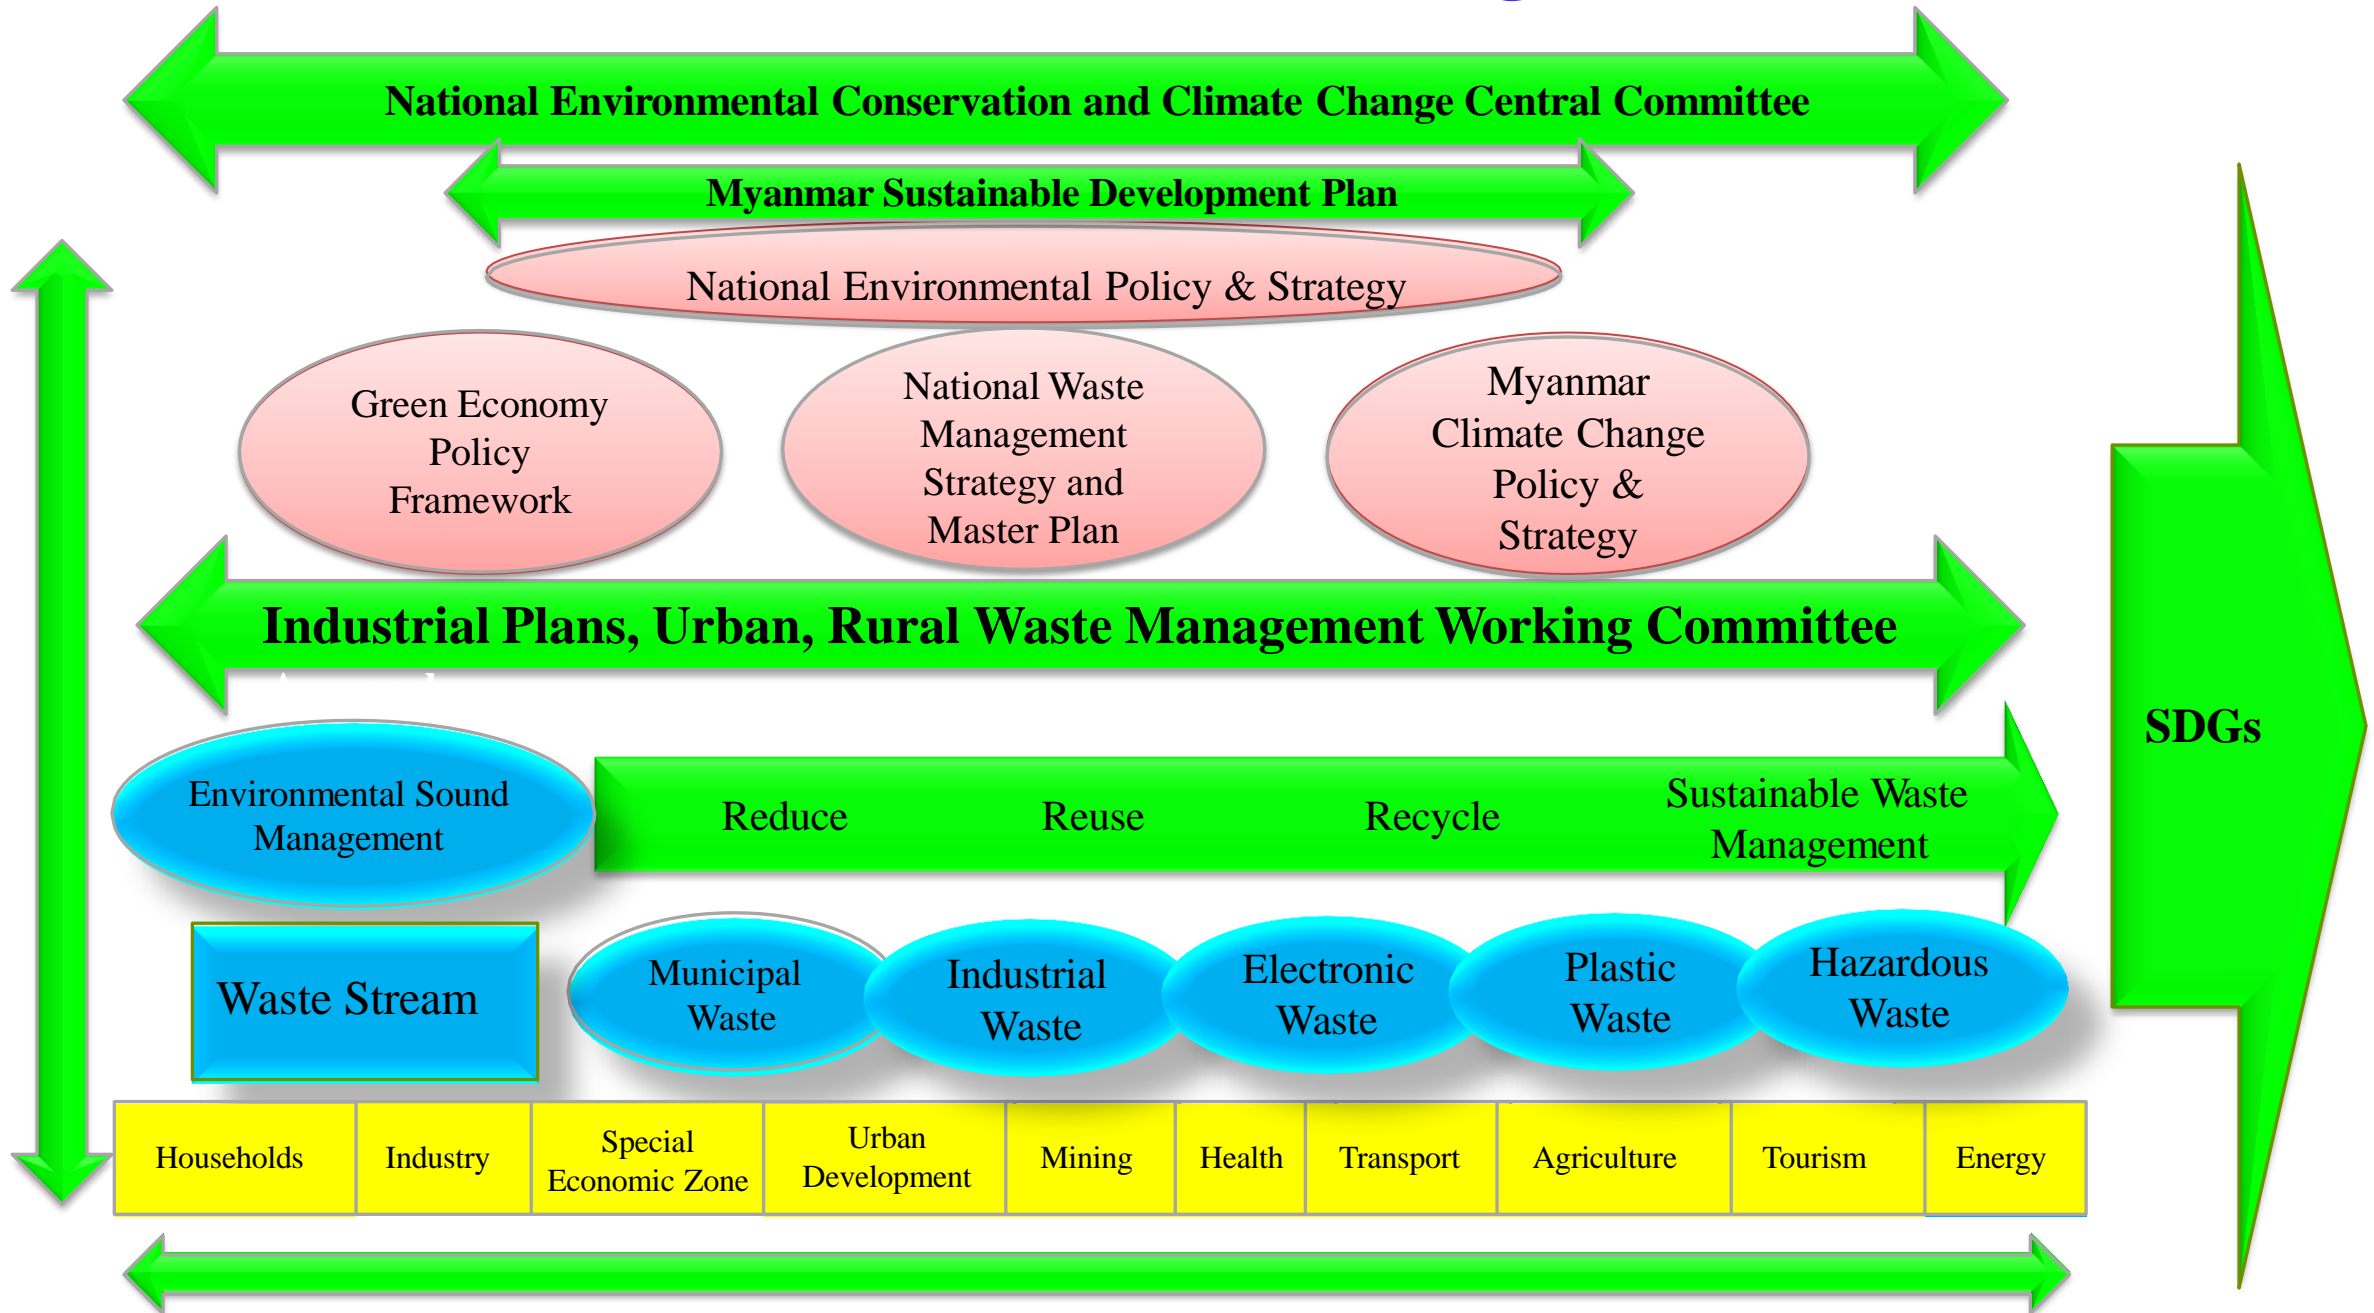 National Environmental Conservation and Climate Change Central Committee
Myanmar Sustainable Development Plan
National Environmental Policy & Strategy
Green Economy
Policy
Framework
National Waste
Management
Strategy and
Master Plan
Myanmar
Climate Change
Policy &
Strategy
Industrial Plans, Urban, Rural Waste Management Working Committee
SDGs
Environmental Sound
Management
Reduce
Reuse
Recycle
Sustainable Waste
Management
Waste Stream
Municipal
Waste
Industrial
Waste
Electronic
Waste
Plastic
Waste
Hazardous
Waste
Households
Industry
Special
Economic Zone
Urban
Development
Mining
Health
Transport
Agriculture
Tourism
Energy